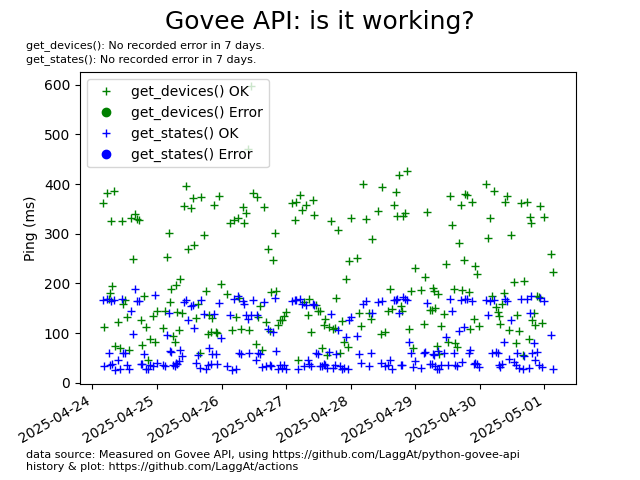 Govee API: is it working?
get_devices(): No recorded error in 7 days.
get_states(): No recorded error in 7 days.
get_devices() OK
get_devices() Error
get_states() OK
get_states() Error
Ping (ms)
600
500
400
300
200
100
0
2025-04-24
2025-04-25
2025-04-26
2025-04-27
2025-04-28
2025-04-29
2025-04-30
2025-05-01
data source: Measured on Govee API, using https://github.com/LaggAt/python-govee-api
history & plot: https://github.com/LaggAt/actions